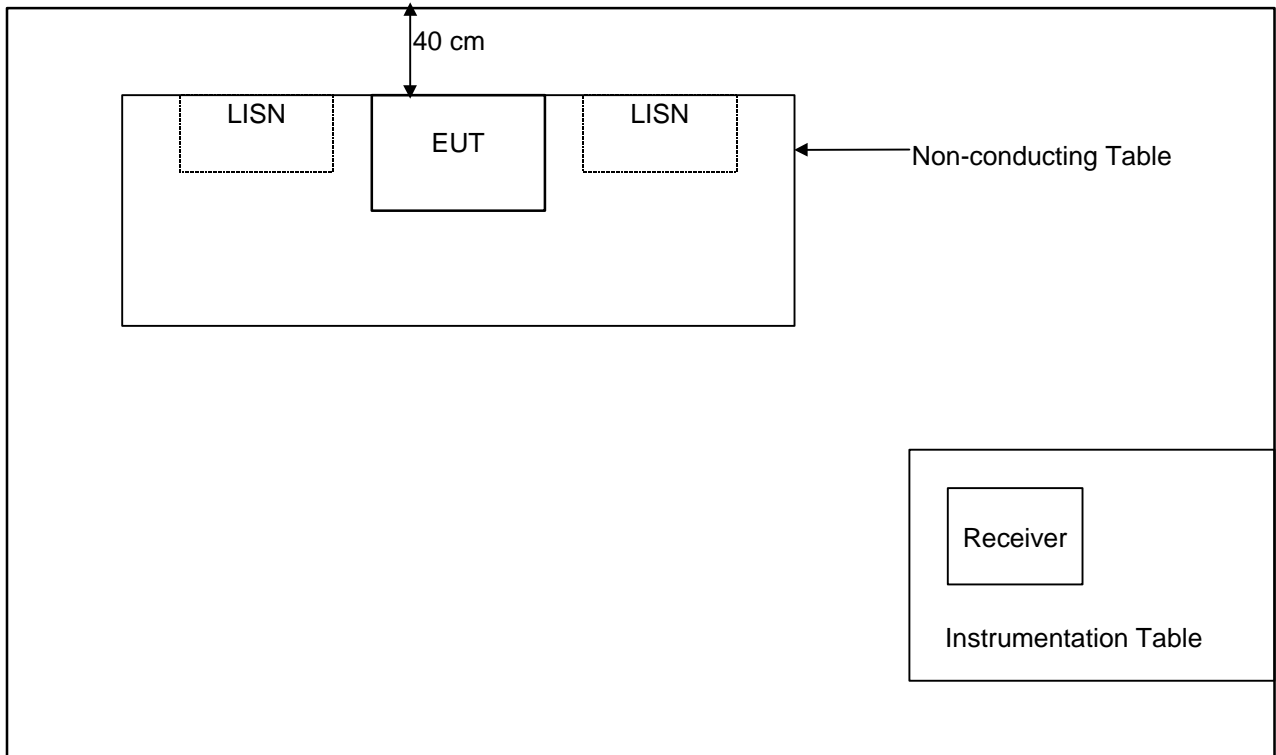 40 cm
LISN
EUT
LISN
Non-conducting Table
Receiver
Instrumentation Table